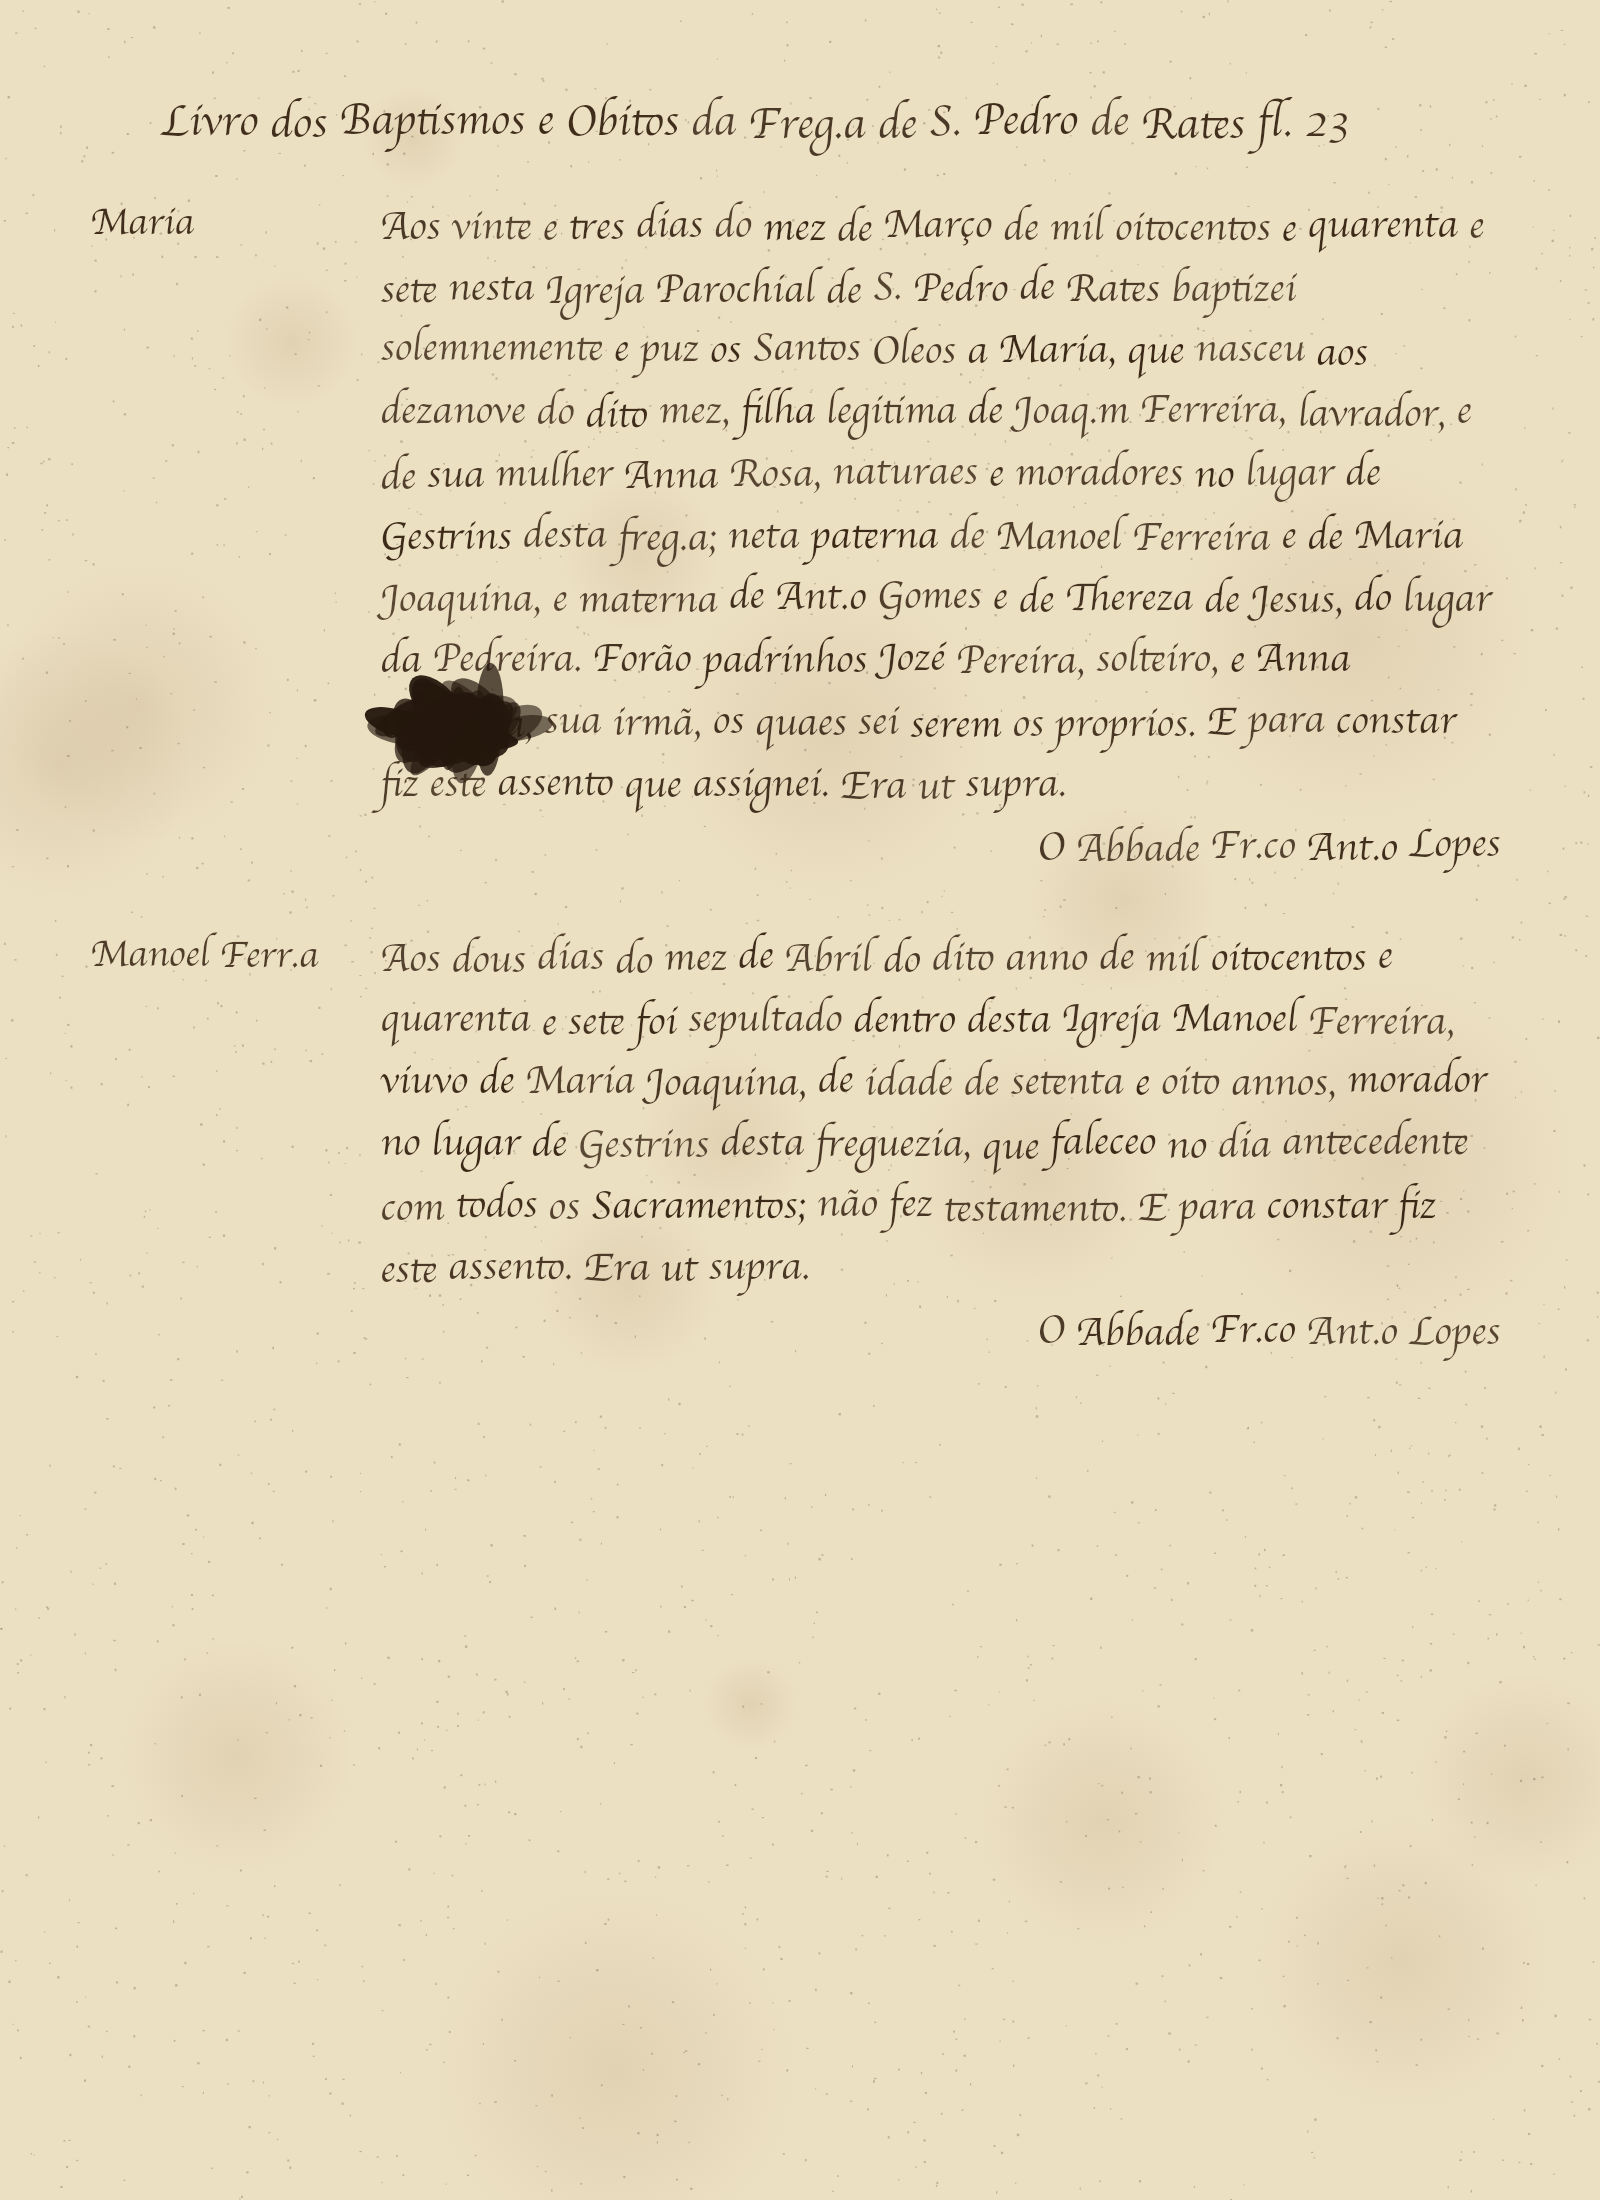 Livro dos Baptismos e Obitos da Freg.a de S. Pedro de Rates fl. 23
Maria
Aos vinte e tres dias do mez de Março de mil oitocentos e quarenta e
sete nesta Igreja Parochial de S. Pedro de Rates baptizei
solemnemente e puz os Santos Oleos a Maria, que nasceu aos
dezanove do dito mez, filha legitima de Joaq.m Ferreira, lavrador, e
de sua mulher Anna Rosa, naturaes e moradores no lugar de
Gestrins desta freg.a; neta paterna de Manoel Ferreira e de Maria
Joaquina, e materna de Ant.o Gomes e de Thereza de Jesus, do lugar
da Pedreira. Forão padrinhos Jozé Pereira, solteiro, e Anna
sua irmã, os quaes sei serem os proprios. E para constar
fiz este assento que assignei. Era ut supra.
O Abbade Fr.co Ant.o Lopes
Manoel Ferr.a
Aos dous dias do mez de Abril do dito anno de mil oitocentos e
quarenta e sete foi sepultado dentro desta Igreja Manoel Ferreira,
viuvo de Maria Joaquina, de idade de setenta e oito annos, morador
no lugar de Gestrins desta freguezia, que faleceo no dia antecedente
com todos os Sacramentos; não fez testamento. E para constar fiz
este assento. Era ut supra.
O Abbade Fr.co Ant.o Lopes